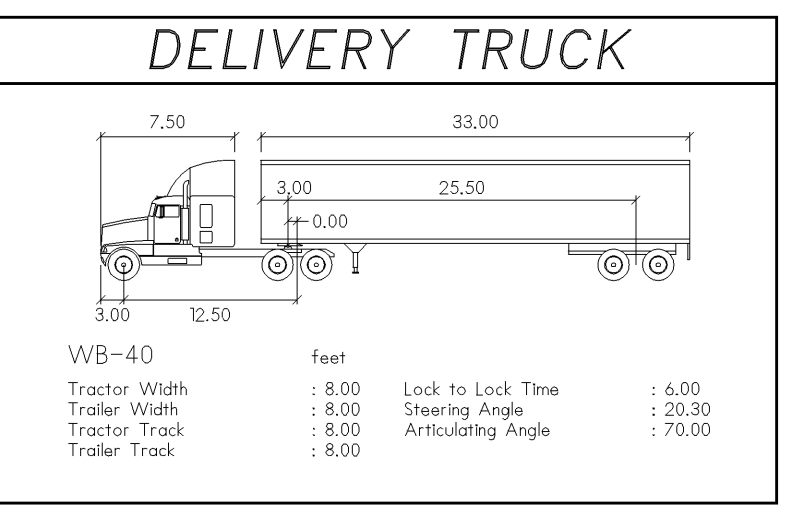 DELIVERY TRUCK
7.50 33.00
3.00 25.50
0.00
3.00 12.50
WB-40 feet
Tractor Width : 8.00 Lock to Lock Time : 6.00
Trailer Width : 8.00 Steering Angle : 20.30
Tractor Track : 8.00 Articulating Angle : 70.00
Trailer Track : 8.00